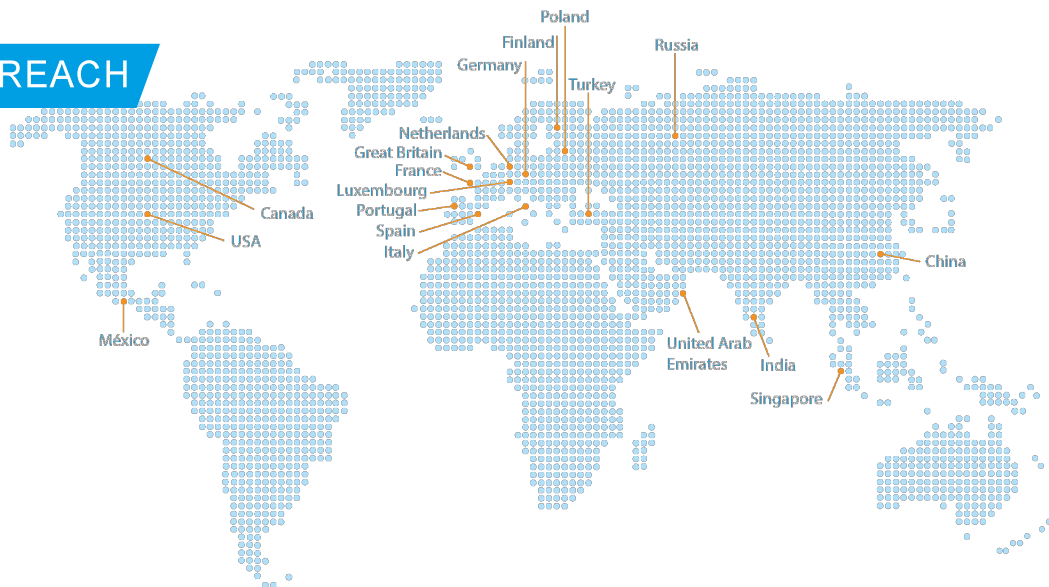 REACH
Poland
Finland
Russia
Germany
Turkey
Netherlands
Great Britain
France
Luxembourg
Portugal
Spain
Italy
Canada
USA
China
México
United Arab
Emirates
India
Singapore